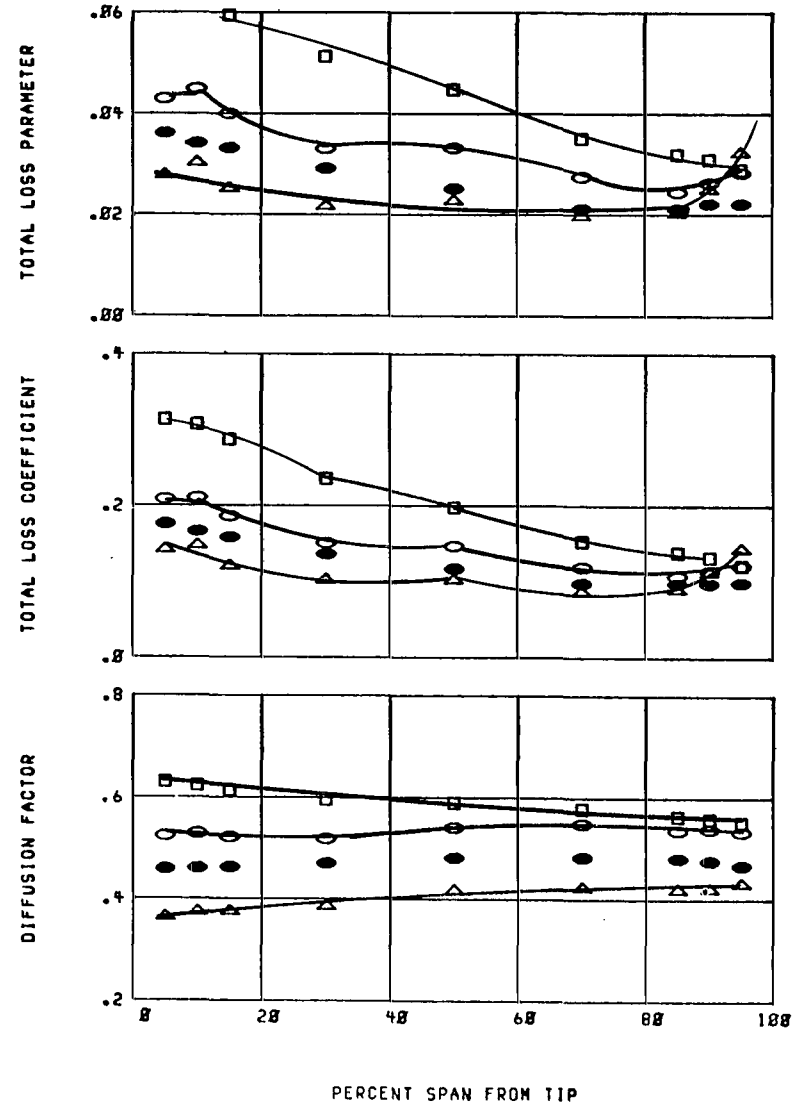 TOTAL LOSS PARAMETER
.06
.04
.02
.00
TOTAL LOSS COEFFICIENT
.4
.2
.0
DIFFUSION FACTOR
.8
.6
.4
.2
0 20 40 60 80 100
PERCENT SPAN FROM TIP